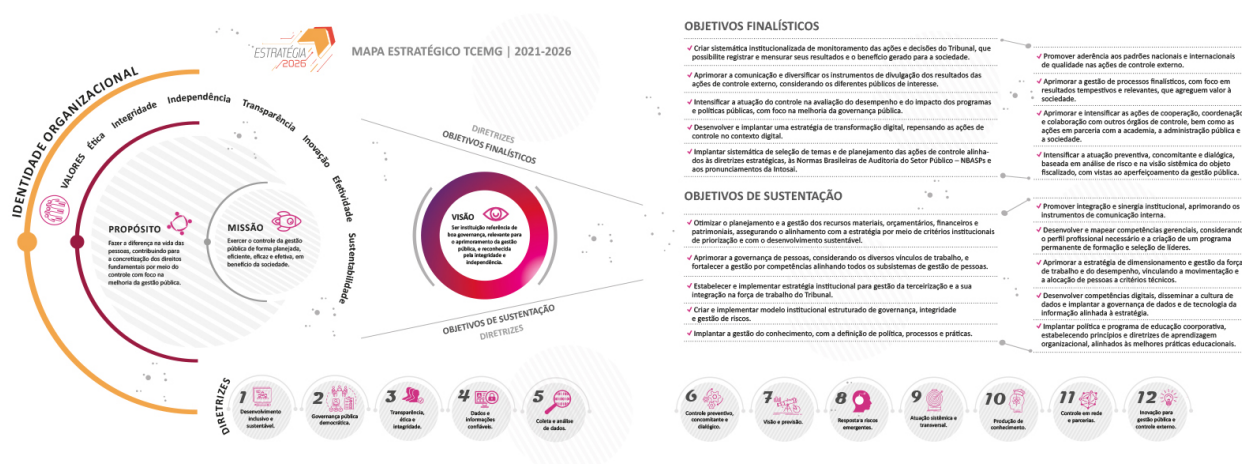 ESTRATÉGIA
2026
MAPA ESTRATÉGICO TCEMG | 2021-2026
IDENTIDADE ORGANIZACIONAL
VALORES
Ética
Integridade
Independência
Transparência
Inovação
Efetividade
Sustentabilidade
PROPÓSITO
Fazer a diferença na vida das
pessoas, contribuindo para
a concretização dos direitos
fundamentais por meio do
controle com foco na
melhoria da gestão pública.
MISSÃO
Exercer o controle da gestão
pública de forma planejada,
eficiente, eficaz e efetiva, em
benefício da sociedade.
DIRETRIZES
OBJETIVOS FINALÍSTICOS
VISÃO
Ser instituição referência de
boa governança, relevante para
o aprimoramento da gestão
pública, e reconhecida
pela integridade e
independência.
OBJETIVOS DE SUSTENTAÇÃO
DIRETRIZES
OBJETIVOS FINALÍSTICOS
Criar sistemática institucionalizada de monitoramento das ações e decisões do Tribunal, que
possibilite registrar e mensurar seus resultados e o benefício gerado para a sociedade.
Aprimorar a comunicação e diversificar os instrumentos de divulgação dos resultados das
ações de controle externo, considerando os diferentes públicos de interesse.
Intensificar a atuação do controle na avaliação do desempenho e do impacto dos programas
e políticas públicas, com foco na melhoria da governança pública.
Desenvolver e implantar uma estratégia de transformação digital, repensando as ações de
controle no contexto digital.
Implantar sistemática de seleção de temas e de planejamento das ações de controle alinha-
dos às diretrizes estratégicas, às Normas Brasileiras de Auditoria do Setor Público – NBASPs e
aos pronunciamentos da Intosai.
Promover aderência aos padrões nacionais e internacionais
de qualidade nas ações de controle externo.
Aprimorar a gestão de processos finalísticos, com foco em
resultados tempestivos e relevantes, que agreguem valor à
sociedade.
Aprimorar e intensificar as ações de cooperação, coordenação
e colaboração com outros órgãos de controle, bem como as
ações em parceria com a academia, a administração pública e
a sociedade.
Intensificar a atuação preventiva, concomitante e dialógica,
baseada em análise de risco e na visão sistêmica do objeto
fiscalizado, com vistas ao aperfeiçoamento da gestão pública.
OBJETIVOS DE SUSTENTAÇÃO
Otimizar o planejamento e a gestão dos recursos materiais, orçamentários, financeiros e
patrimoniais, assegurando o alinhamento com a estratégia por meio de critérios institucionais
de priorização e com o desenvolvimento sustentável.
Aprimorar a governança de pessoas, considerando os diversos vínculos de trabalho, e
fortalecer a gestão por competências alinhando todos os subsistemas de gestão de pessoas.
Estabelecer e implementar estratégia institucional para gestão da terceirização e a sua
integração na força de trabalho do Tribunal.
Criar e implementar modelo institucional estruturado de governança, integridade
e gestão de riscos.
Implantar a gestão do conhecimento, com a definição de política, processos e práticas.
Promover integração e sinergia institucional, aprimorando os
instrumentos de comunicação interna.
Desenvolver e mapear competências gerenciais, considerando
o perfil profissional necessário e a criação de um programa
permanente de formação e seleção de líderes.
Aprimorar a estratégia de dimensionamento e gestão da força
de trabalho e do desempenho, vinculando a movimentação e
a alocação de pessoas a critérios técnicos.
Desenvolver competências digitais, disseminar a cultura de
dados e implantar a governança de dados e de tecnologia da
informação alinhada à estratégia.
Implantar política e programa de educação coorporativa,
estabelecendo princípios e diretrizes de aprendizagem
organizacional, alinhados às melhores práticas educacionais.
DIRETRIZES
1
Desenvolvimento
inclusivo e
sustentável.
2
Governança pública
democrática.
3
Transparência,
ética e
integridade.
4
Dados e
informações
confiáveis.
5
Coleta e análise
de dados.
6
Controle preventivo,
concomitante e
dialógico.
7
Visão e previsão.
8
Resposta a riscos
emergentes.
9
Atuação sistêmica e
transversal.
10
Produção de
conhecimento.
11
Controle em rede
e parcerias.
12
Inovação para
gestão pública e
controle externo.